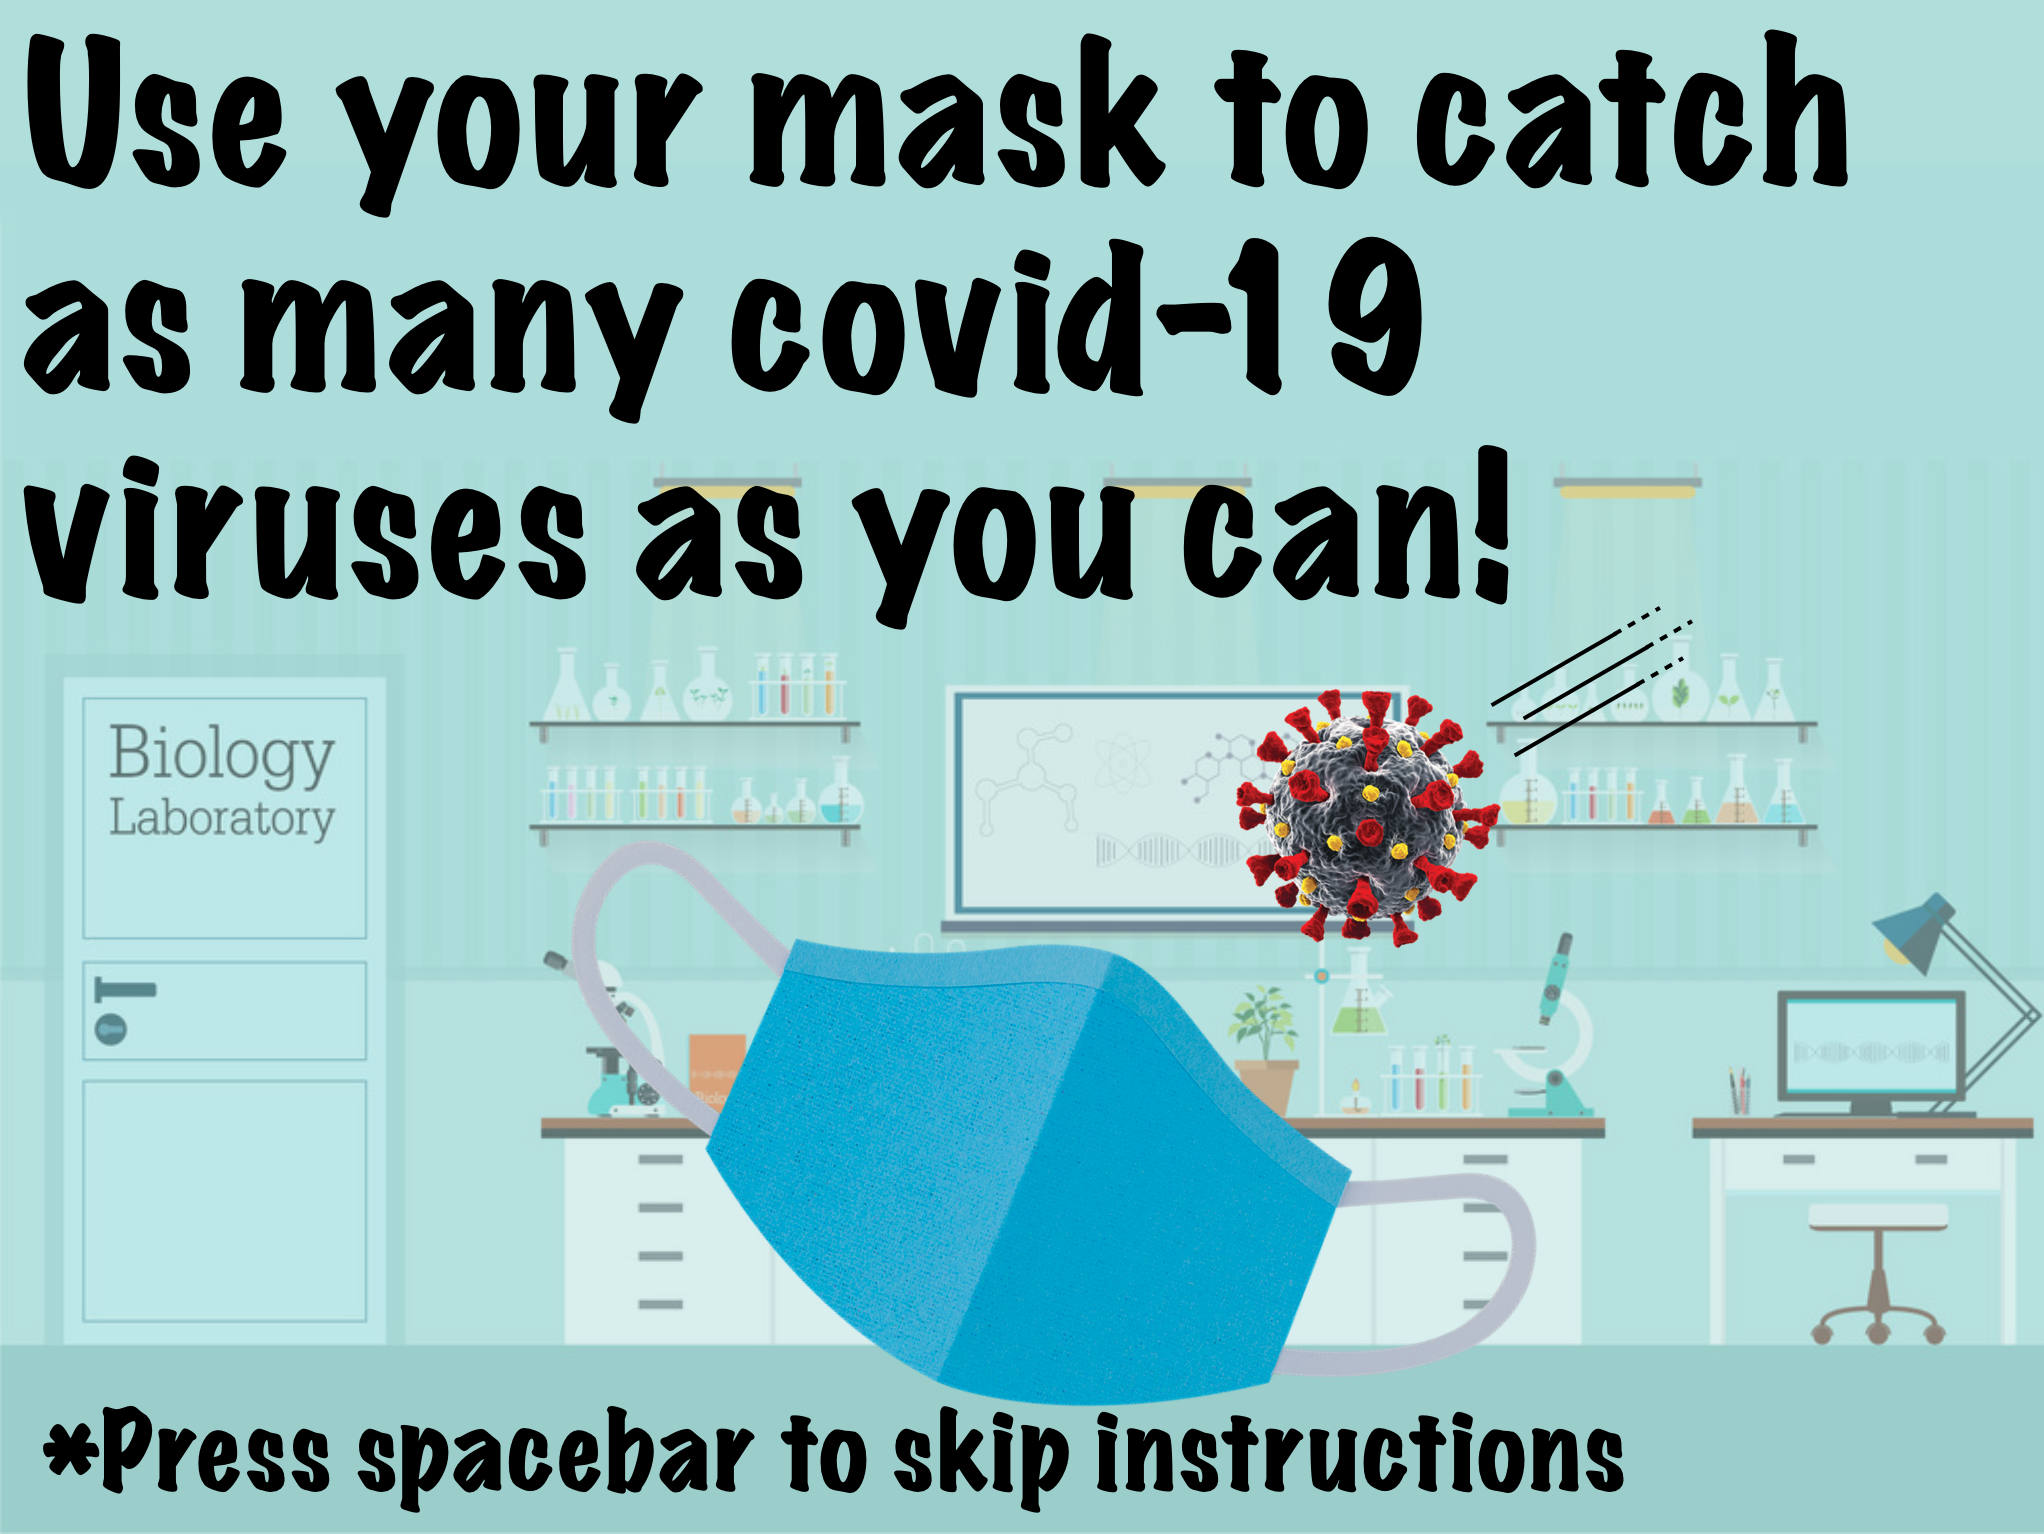 Use your mask to catch
as many covid-19
viruses as you can!
Biology
Laboratory
*Press spacebar to skip instructions